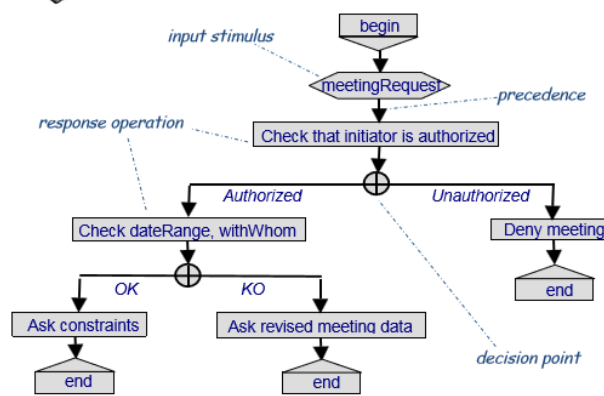 begin
input stimulus
meetingRequest
precedence
response operation
Check that initiator is authorized
Authorized
Unauthorized
Check dateRange, withWhom
Deny meeting
OK
KO
end
Ask constraints
Ask revised meeting data
decision point
end
end